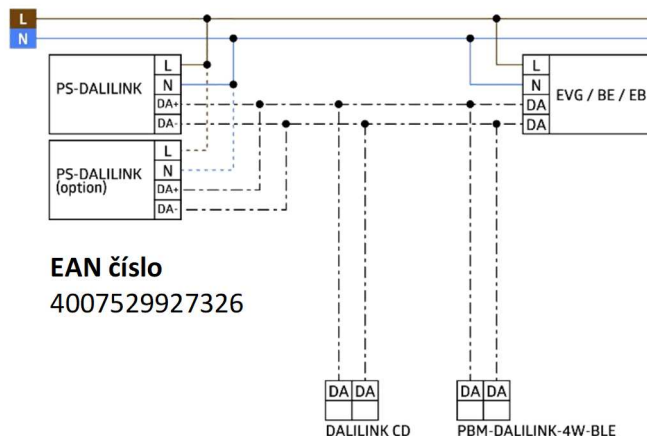 L
N
PS-DALILINK
L
N
DA+
DA-
EVG / BE / EB
L
N
DA
DA
PS-DALILINK
(option)
L
N
DA+
DA-
EAN číslo
4007529927326
DA DA
DALILINK CD
DA DA
PBM-DALILINK-4W-BLE